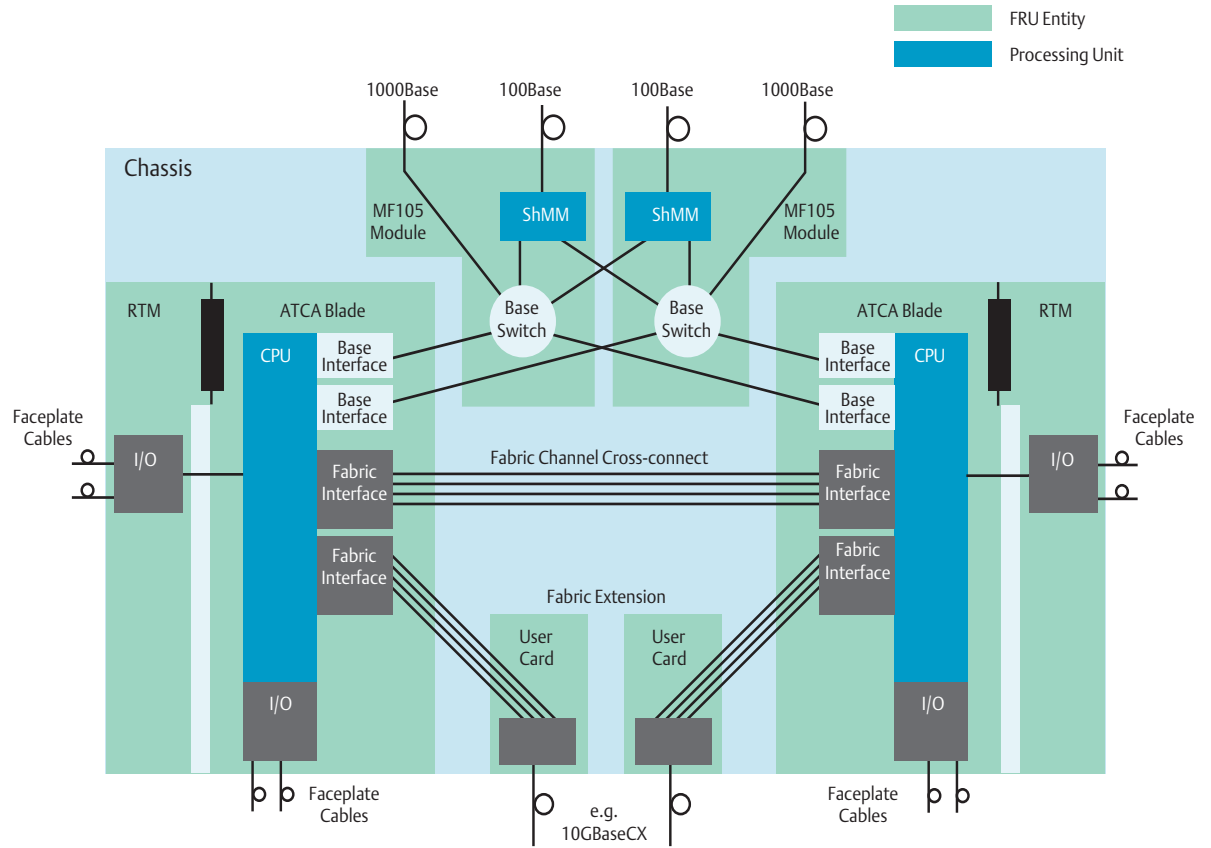 FRU Entity
Processing Unit
1000Base
100Base
100Base
1000Base
Chassis
MF105
Module
ShMM
ShMM
MF105
Module
RTM
ATCA Blade
Base
Switch
Base
Switch
ATCA Blade
RTM
CPU
Base
Interface
Base
Interface
CPU
Base
Interface
Base
Interface
Faceplate
Cables
I/O
Fabric
Interface
Fabric Channel Cross-connect
Fabric
Interface
I/O
Faceplate
Cables
Fabric
Interface
Fabric
Interface
Fabric Extension
User
Card
User
Card
I/O
I/O
Faceplate
Cables
e.g.
10GBaseCX
Faceplate
Cables